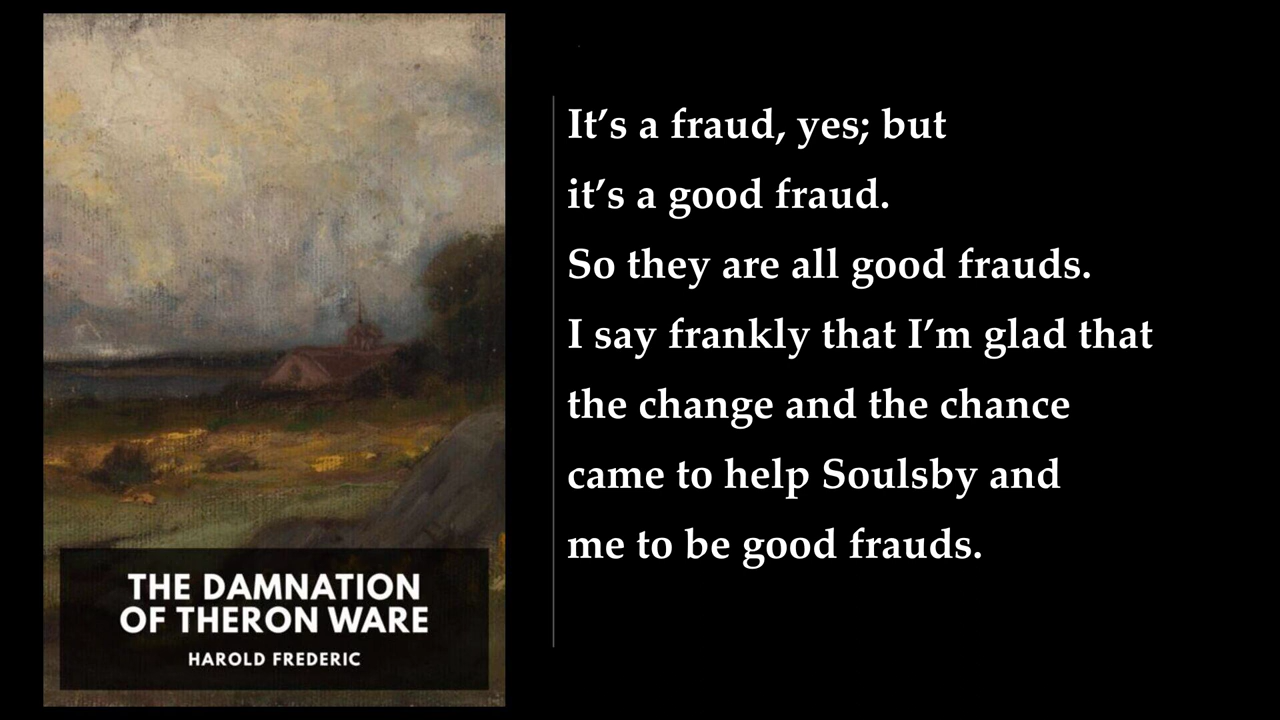 It’s a fraud, yes; but
it’s a good fraud.
So they are all good frauds.
I say frankly that I’m glad that
the change and the chance
came to help Soulsby and
me to be good frauds.
THE DAMNATION
OF THERON WARE
HAROLD FREDERIC